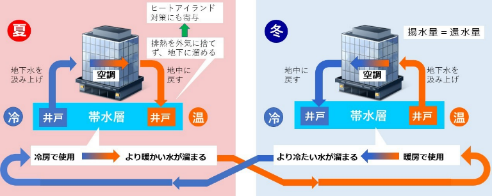 夏
ヒートアイランド
対策にも寄与
排熱を外気に捨て
ず、地下に溜める
空調
地下水を
汲み上げ
地中に
戻す
冷
井戸
帯水層
井戸
温
冷房で使用
より暖かい水が溜まる
冬
揚水量=還水量
空調
地中に
戻す
地下水を
汲み上げ
冷
井戸
帯水層
井戸
温
より冷たい水が溜まる
暖房で使用